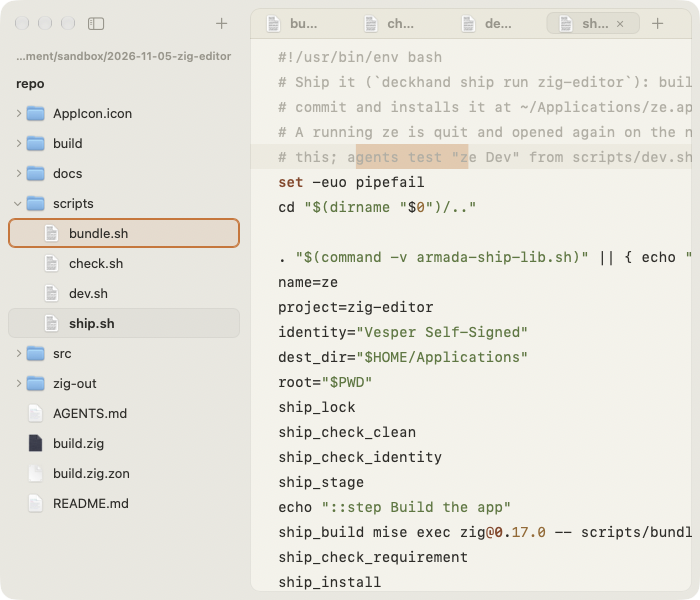 ...ment/sandbox/2026-11-05-zig-editor
repo
AppIcon.icon
build
docs
scripts
bundle.sh
check.sh
dev.sh
ship.sh
src
zig-out
AGENTS.md
build.zig
build.zig.zon
README.md
bu...
ch...
de...
sh...
#!/usr/bin/env bash
# Ship it (`deckhand ship run zig-editor`): buil
# commit and installs it at ~/Applications/ze.ap
# A running ze is quit and opened again on the n
# this; agents test "ze Dev" from scripts/dev.sh
set -euo pipefail
cd "$(dirname "$0")/.."
. "$(command -v armada-ship-lib.sh)" || { echo "
name=ze
project=zig-editor
identity="Vesper Self-Signed"
dest_dir="$HOME/Applications"
root="$PWD"
ship_lock
ship_check_clean
ship_check_identity
ship_stage
echo "::step Build the app"
ship_build mise exec zig@0.17.0 -- scripts/bundl
ship_check_requirement
ship_install